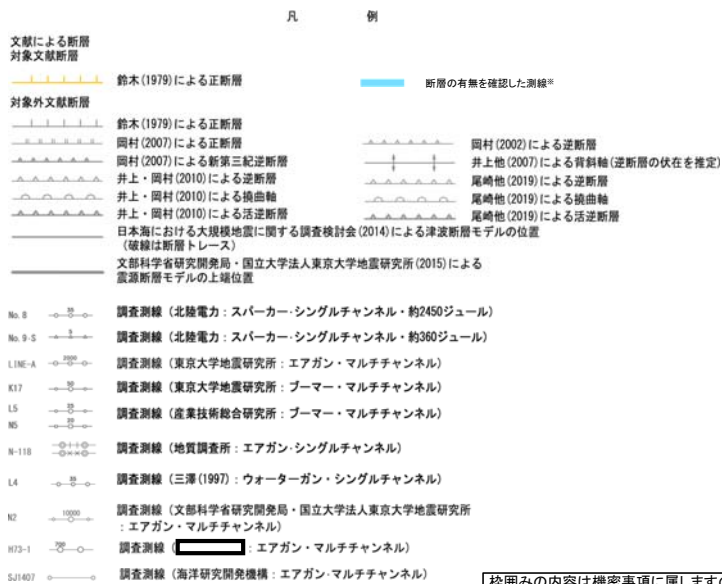 凡 例
文献による断層
対象文献断層
鈴木(1979)による正断層
断層の有無を確認した測線※
対象外文献断層
鈴木(1979)による正断層
岡村(2007)による正断層
岡村(2002)による逆断層
岡村(2007)による新第三紀逆断層
井上他(2007)による背斜軸(逆断層の伏在を推定)
井上・岡村(2010)による逆断層
尾崎他(2019)による逆断層
井上・岡村(2010)による撓曲軸
尾崎他(2019)による撓曲軸
井上・岡村(2010)による活逆断層
尾崎他(2019)による活逆断層
日本海における大規模地震に関する調査検討会(2014)による津波断層モデルの位置
(破線は断層トレース)
文部科学省研究開発局・国立大学法人東京大学地震研究所(2015)による
震源断層モデルの上端位置
No.8 35 調査測線(北陸電力:スパーカー・シングルチャンネル・約2450ジュール)
No.9-S 5 調査測線(北陸電力:スパーカー・シングルチャンネル・約360ジュール)
LINE-A 2000 調査測線(東京大学地震研究所:エアガン・マルチチャンネル)
K17 50 調査測線(東京大学地震研究所:ブーマー・マルチチャンネル)
L5 25
調査測線(産業技術総合研究所:ブーマー・マルチチャンネル)
N5 20
N-118 調査測線(地質調査所:エアガン・シングルチャンネル)
L4 35 調査測線(三澤(1997):ウォーターガン・シングルチャンネル)
N2 10000 調査測線(文部科学省研究開発局・国立大学法人東京大学地震研究所
:エアガン・マルチチャンネル)
H73-1 700 調査測線( :エアガン・マルチチャンネル)
SJ1407 調査測線(海洋研究開発機構:エアガン・マルチチャンネル)
枠囲みの内容は機密事項に属しますの